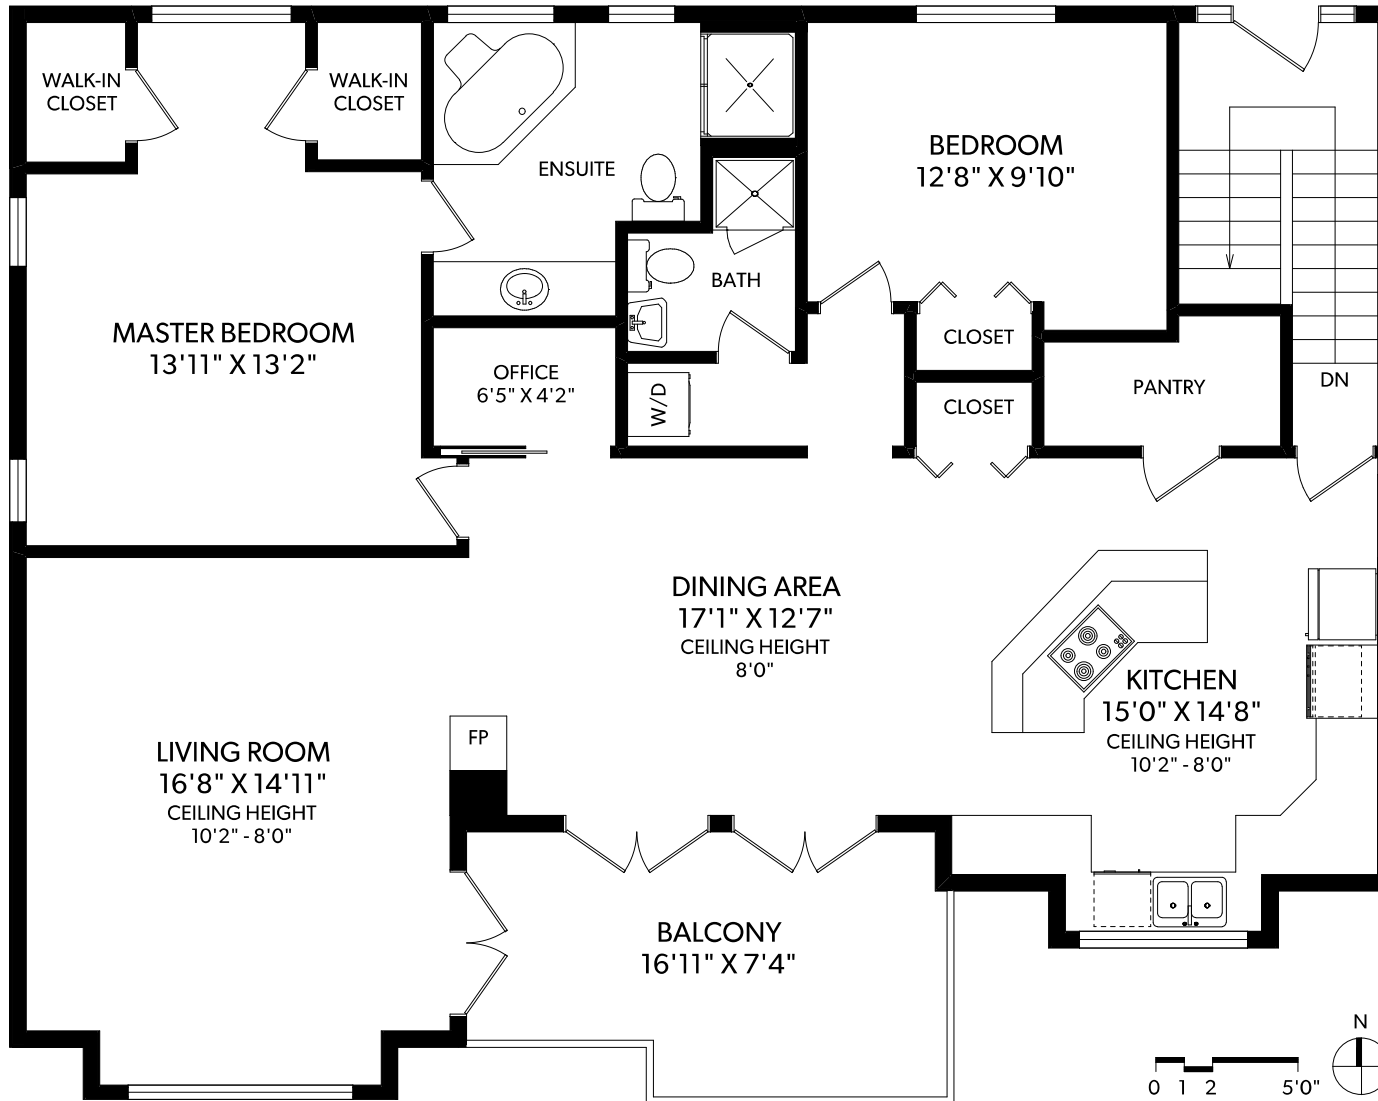 WALK-IN
CLOSET
WALK-IN
CLOSET
ENSUITE
BEDROOM
12'8" X 9'10"
BATH
MASTER BEDROOM
13'11" X 13'2"
OFFICE
6'5" X 4'2"
W/D
CLOSET
CLOSET
PANTRY
DN
DINING AREA
17'1" X 12'7"
CEILING HEIGHT
8'0"
KITCHEN
15'0" X 14'8"
CEILING HEIGHT
10'2" - 8'0"
FP
LIVING ROOM
16'8" X 14'11"
CEILING HEIGHT
10'2" - 8'0"
BALCONY
16'11" X 7'4"
N
0 1 2 5'0"